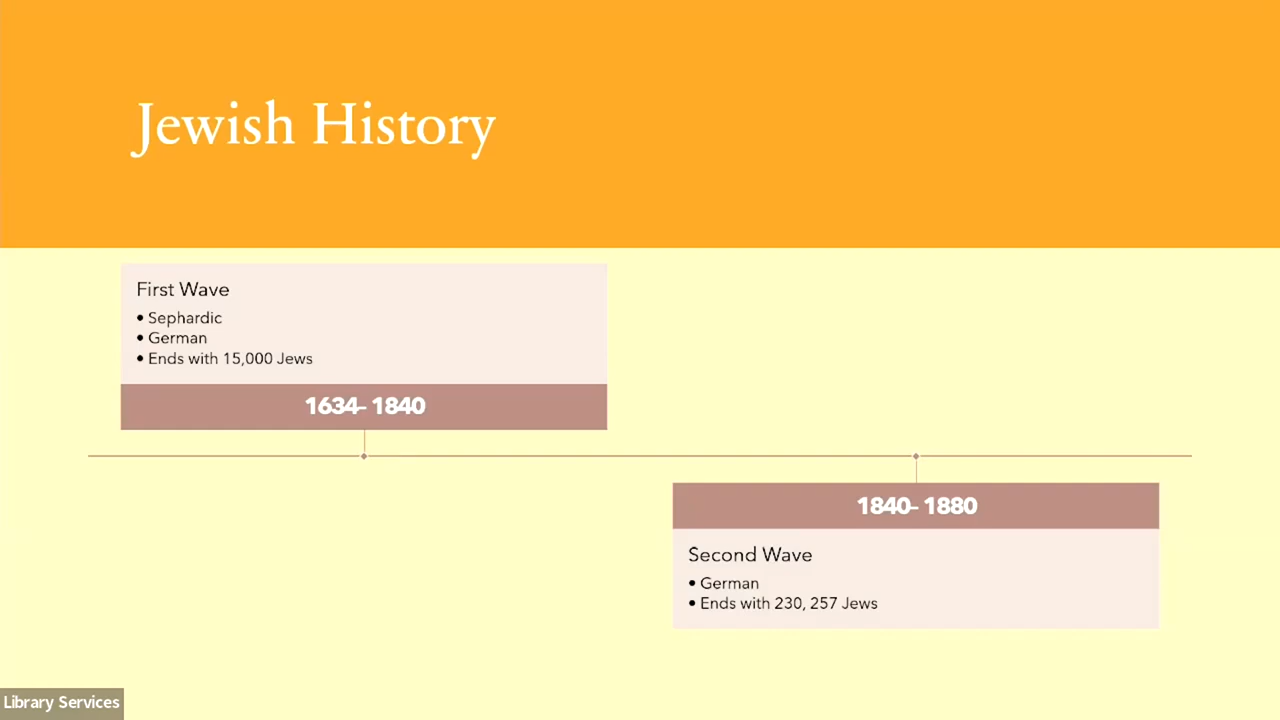 Jewish History
First Wave
• Sephardic
• German
• Ends with 15,000 Jews
1634- 1840
1840- 1880
Second Wave
• German
• Ends with 230, 257 Jews
Library Services